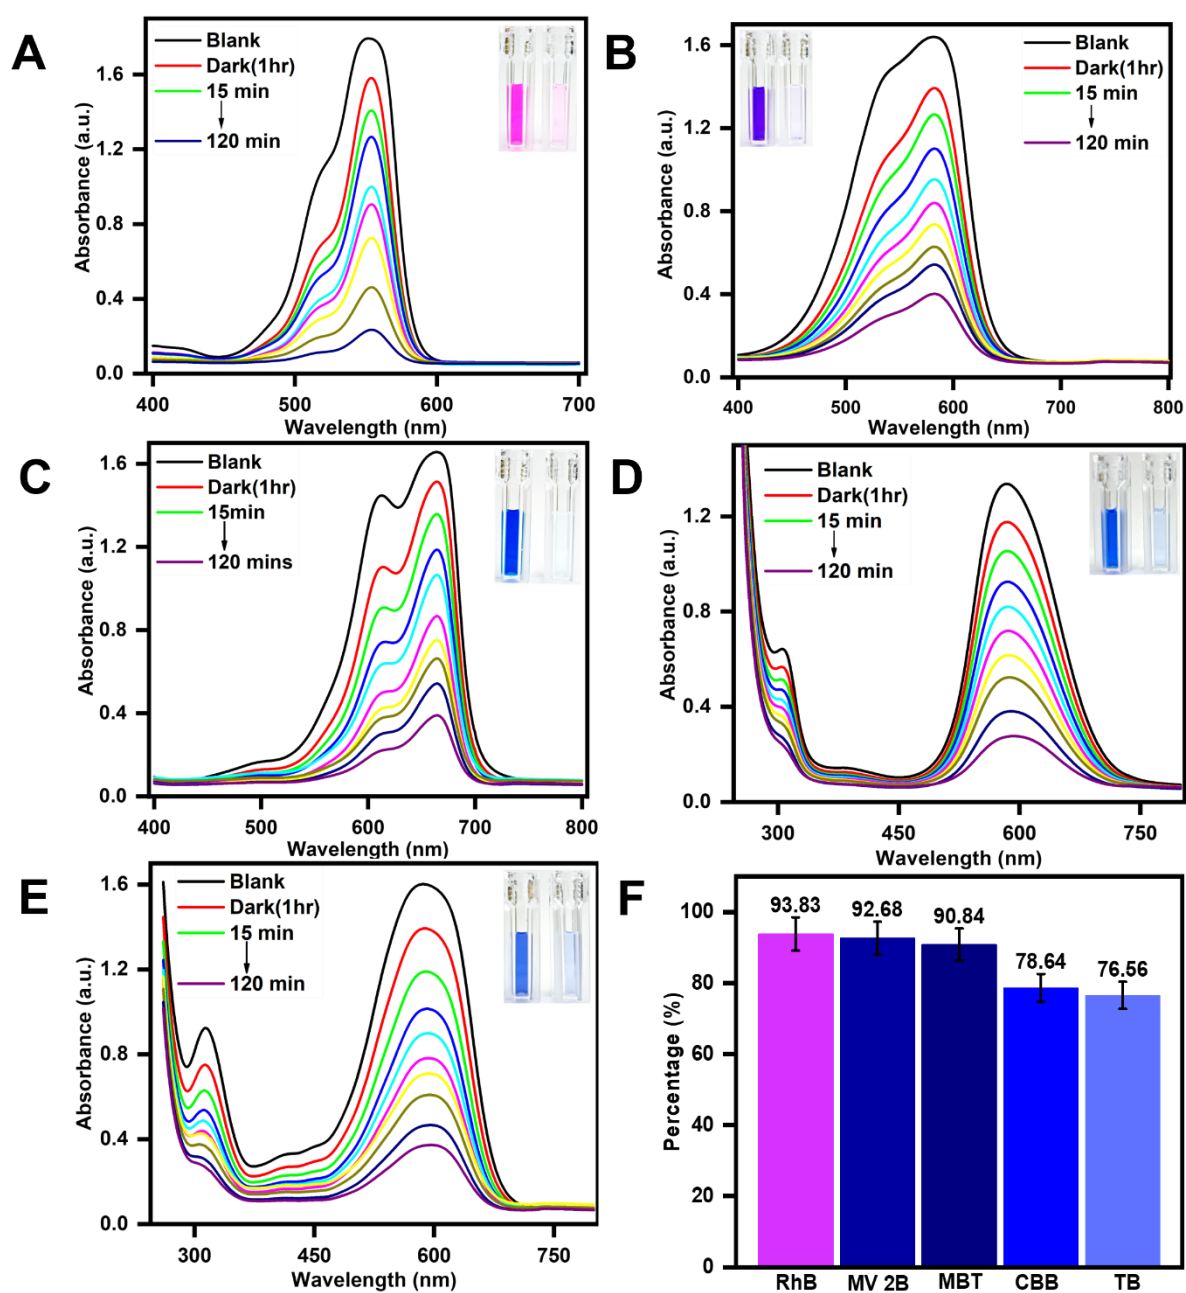 A
Blank
Dark(1hr)
15 min
120 min
Absorbance (a.u.)
1.6
1.2
0.8
0.4
0.0
400
500
600
700
Wavelength (nm)
B
Blank
Dark(1hr)
15 min
120 min
Absorbance (a.u.)
1.6
1.2
0.8
0.4
0.0
400
500
600
700
800
Wavelength (nm)
C
Blank
Dark(1hr)
15min
120 mins
Absorbance (a.u.)
1.6
1.2
0.8
0.4
0.0
400
500
600
700
800
Wavelength (nm)
D
Blank
Dark(1hr)
15 min
120 min
Absorbance (a.u.)
1.2
0.8
0.4
0.0
300
450
600
750
Wavelength (nm)
E
Blank
Dark(1hr)
15 min
120 min
Absorbance (a.u.)
1.6
1.2
0.8
0.4
0.0
300
450
600
750
Wavelength (nm)
F
Percentage (%)
100
80
60
40
20
0
93.83
92.68
90.84
78.64
76.56
RhB
MV 2B
MBT
CBB
TB